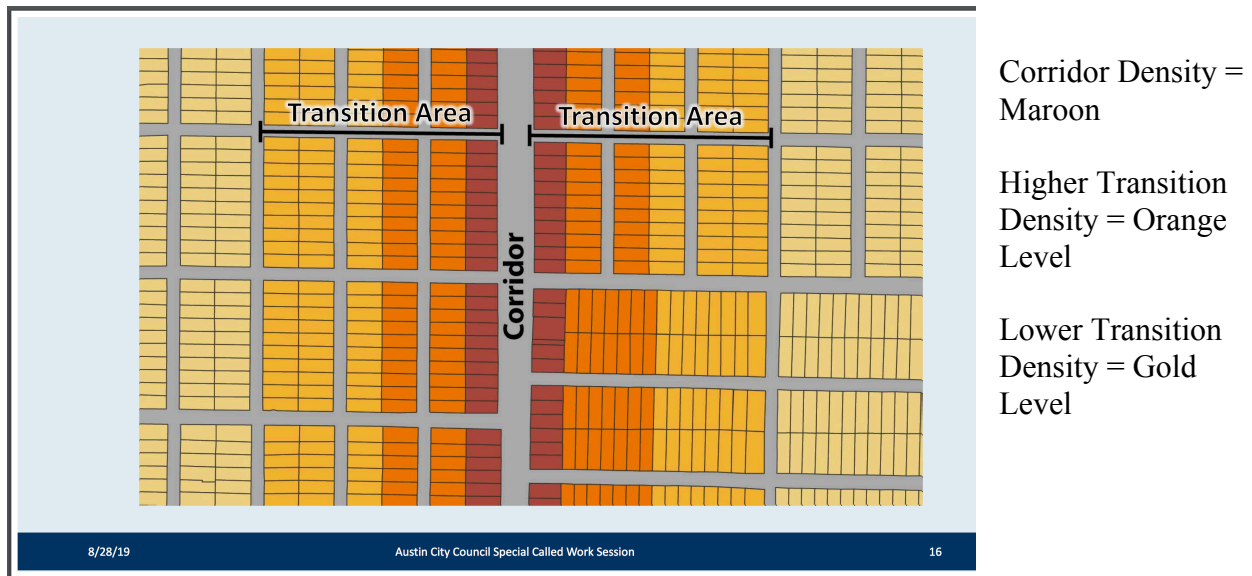 Transition Area
Transition Area
Corridor
8/28/19
Austin City Council Special Called Work Session
16
Corridor Density =
Maroon
Higher Transition
Density = Orange
Level
Lower Transition
Density = Gold
Level